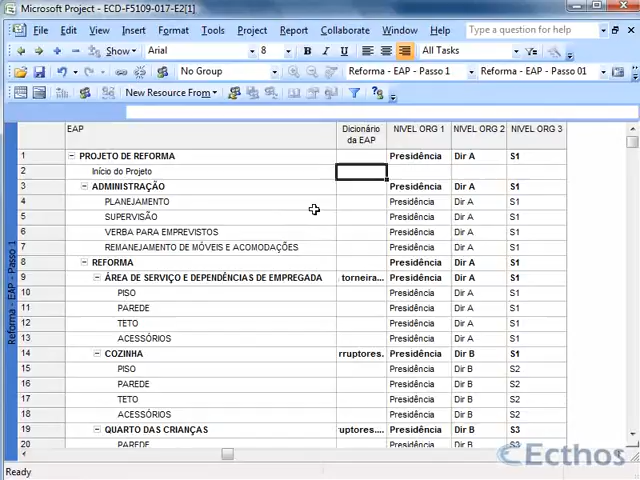 Microsoft Project - ECD-F5109-017-E2[1]
File Edit View Insert Format Tools Project Report Collaborate Window Help Type a question for help
Show Arial 8 B I U All Tasks
No Group Reforma - EAP - Passo 1 Reforma - EAP - Passo 01
New Resource From
EAP Dicionário da EAP NIVEL ORG 1 NIVEL ORG 2 NIVEL ORG 3
1 PROJETO DE REFORMA Presidência Dir A S1
2 Início do Projeto
3 ADMINISTRAÇÃO Presidência Dir A S1
4 PLANEJAMENTO Presidência Dir A S1
5 SUPERVISÃO Presidência Dir A S1
6 VERBA PARA EMPREVISTOS Presidência Dir A S1
7 REMANEJAMENTO DE MÓVEIS E ACOMODAÇÕES Presidência Dir A S1
8 REFORMA Presidência Dir A S1
9 ÁREA DE SERVIÇO E DEPENDÊNCIAS DE EMPREGADA torneira... Presidência Dir A S1
10 PISO Presidência Dir A S1
11 PAREDE Presidência Dir A S1
12 TETO Presidência Dir A S1
13 ACESSÓRIOS Presidência Dir A S1
14 COZINHA rruptores. Presidência Dir B S1
15 PISO Presidência Dir B S2
16 PAREDE Presidência Dir B S2
17 TETO Presidência Dir B S2
18 ACESSÓRIOS Presidência Dir B S2
19 QUARTO DAS CRIANÇAS ruptores.... Presidência Dir B S3
20 PAREDE Presidência Dir B S3
Reforma - EAP - Passo 1
Ecthos
Ready